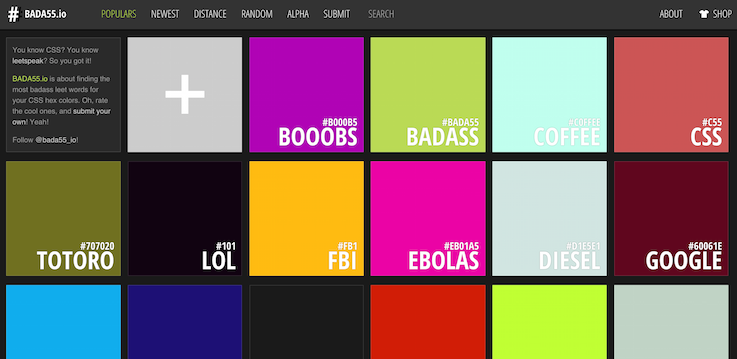 # BADA55.io
POPULARS NEWEST DISTANCE RANDOM ALPHA SUBMIT SEARCH ABOUT SHOP
You know CSS? You know
leetspeak? So you got it!
BADA55.io is about finding the
most badass leet words for
your CSS hex colors. Oh, rate
the cool ones, and submit your
own! Yeah!
Follow @bada55_io!
+
#B000B5
BOOOBS
#BADA55
BADASS
#C0FFEE
COFFEE
#C55
CSS
#707020
TOTORO
#101
LOL
#FB1
FBI
#EB01A5
EBOLAS
#D1E5E1
DIESEL
#60061E
GOOGLE